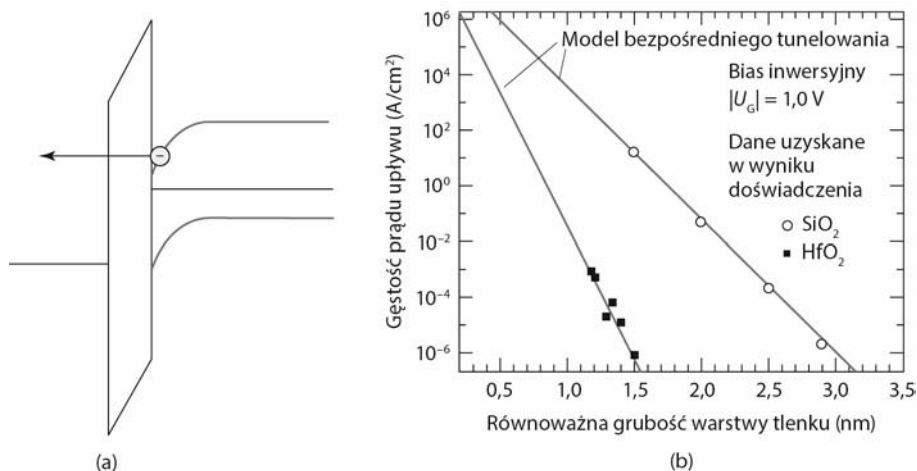 (a)
Gęstość prądu upływu (A/cm²)
10⁶
10⁴
10²
10⁰
10⁻²
10⁻⁴
10⁻⁶
Model bezpośredniego tunelowania
Bias inwersyjny
|U_G| = 1,0 V
Dane uzyskane
w wyniku
doświadczenia
SiO₂
HfO₂
0,5 1,0 1,5 2,0 2,5 3,0 3,5
Równoważna grubość warstwy tlenku (nm)
(b)